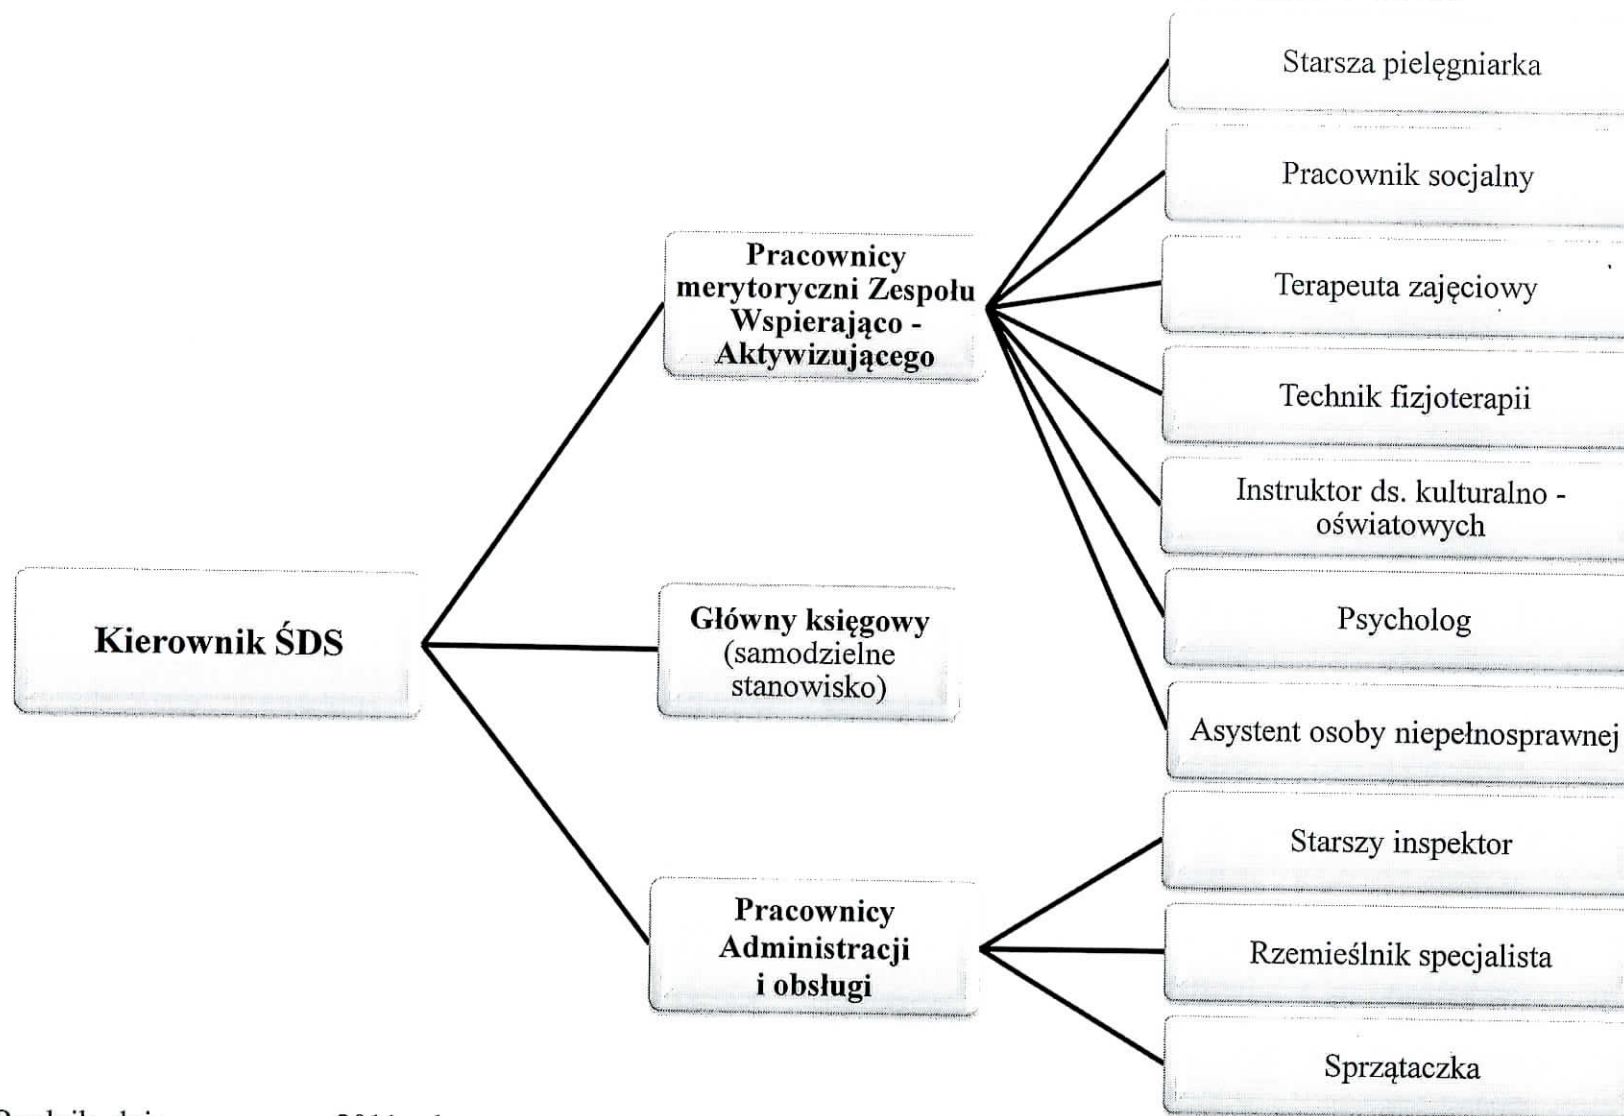 Starsza pielęgniarka
Pracownik socjalny
Pracownicy
merytoryczni Zespołu
Wspierająco -
Aktywizującego
Terapeuta zajęciowy
Technik fizjoterapii
Instruktor ds. kulturalno -
oświatowych
Kierownik ŚDS
Główny księgowy
(samodzielne
stanowisko)
Psycholog
Asystent osoby niepełnosprawnej
Pracownicy
Administracji
i obsługi
Starszy inspektor
Rzemieślnik specjalista
Sprzątaczka